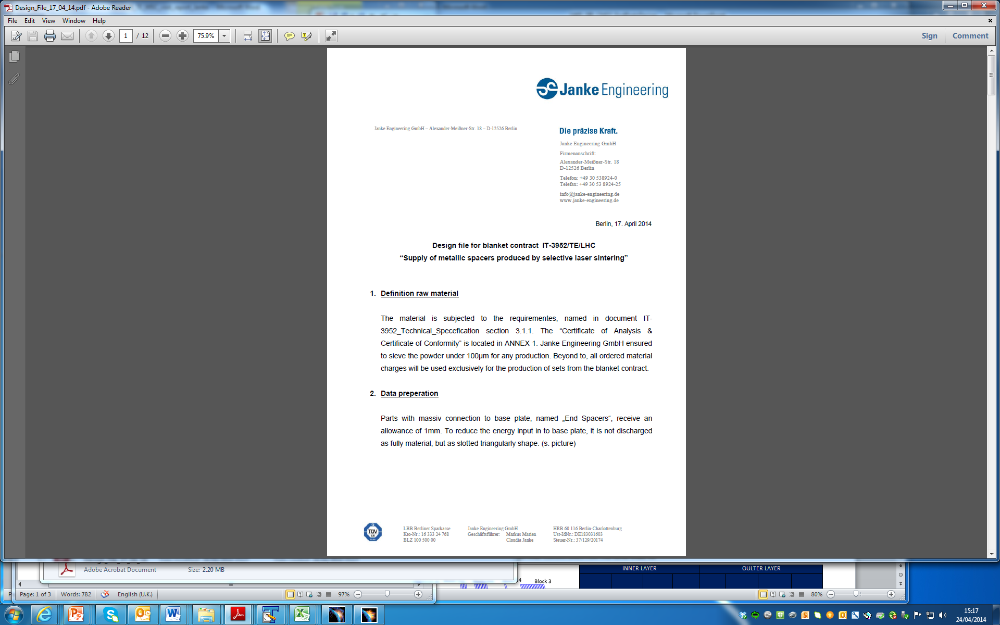 Design_File_17_04_14.pdf - Adobe Reader
File Edit View Window Help
1 / 12
75.9%
Sign Comment
Janke Engineering
Janke Engineering GmbH – Alexander-Meißner-Str. 18 – D-12526 Berlin
Die präzise Kraft.
Janke Engineering GmbH
Firmenanschrift:
Alexander-Meißner-Str. 18
D-12526 Berlin
Telefon: +49 30 538924-0
Telefax: +49 30 53 8924-25
info@janke-engineering.de
www.janke-engineering.de
Berlin, 17. April 2014
Design file for blanket contract IT-3952/TE/LHC
“Supply of metallic spacers produced by selective laser sintering”
1. Definition raw material
The material is subjected to the requirementes, named in document IT-
3952_Technical_Specefication section 3.1.1. The “Certificate of Analysis &
Certificate of Conformity” is located in ANNEX 1. Janke Engineering GmbH ensured
to sieve the powder under 100µm for any production. Beyond to, all ordered material
charges will be used exclusively for the production of sets from the blanket contract.
2. Data preperation
Parts with massiv connection to base plate, named „End Spacers“, receive an
allowance of 1mm. To reduce the energy input in to base plate, it is not discharged
as fully material, but as slotted triangularly shape. (s. picture)
TÜV
LBB Berliner Sparkasse
Kto-Nr.: 16 333 24 768
BLZ 100 500 00
Janke Engineering GmbH
Geschäftsführer: Markus Marien
Claudia Janke
HRB 60 116 Berlin-Charlottenburg
Ust-IdNr.: DE183031603
Steuer-Nr.: 37/129/20174
Adobe Acrobat Document Size: 2.20 MB
INNER LAYER OULTER LAYER
Block 3
Page: 1 of 3 Words: 782 English (U.K.) 97%
80%
15:17
24/04/2014